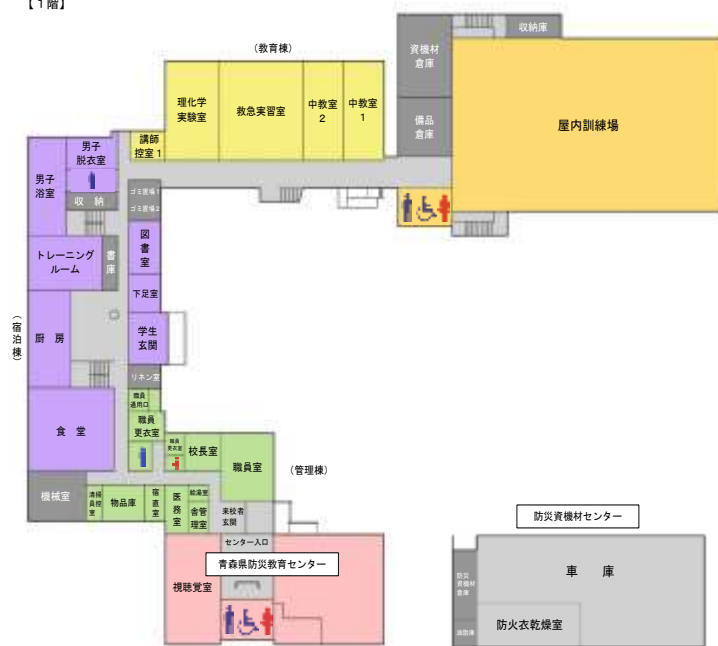 【1階】
(教育棟)
資機材
倉庫
収納庫
理化学
実験室
救急実習室
中教室
2
中教室
1
備品
倉庫
屋内訓練場
講師
控室1
男子
脱衣室
男子
浴室
収納
ゴミ置場1
ゴミ置場2
図書室
トレーニング
ルーム
書庫
下足室
(宿泊棟)
厨房
学生
玄関
リネン室
職員
通用口
職員
更衣室
食堂
職員
更衣室
校長室
職員室
(管理棟)
機械室
清掃員控室
物品庫
宿直室
医務室
給湯室
舎管
理室
来校者
玄関
センター入口
青森県防災教育センター
視聴覚室
防災資機材センター
防災
資機材
倉庫
車庫
防火衣乾燥室